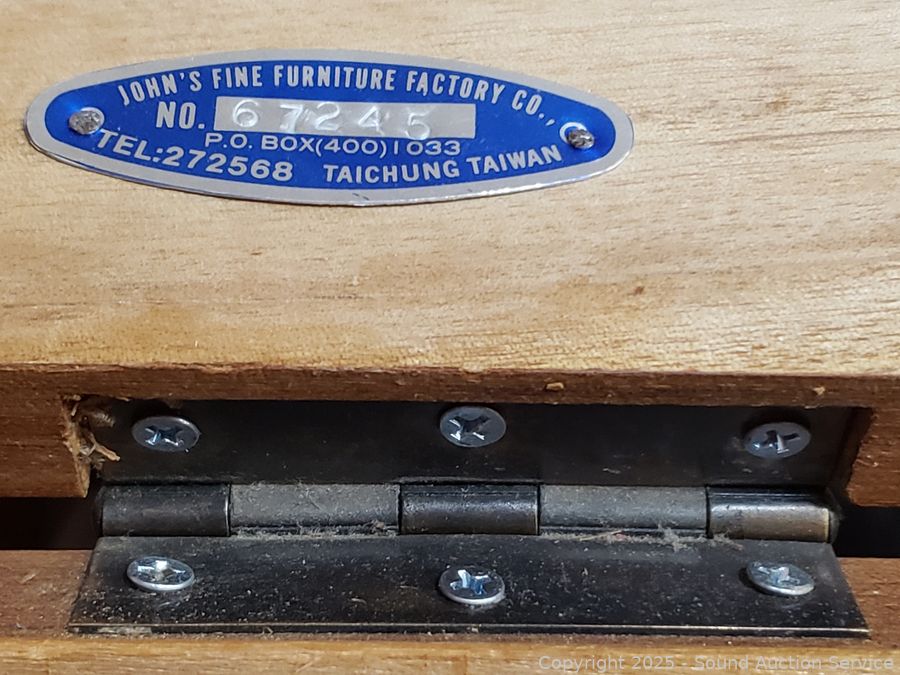 JOHN'S FINE FURNITURE FACTORY CO.,
NO. 67245
P.O. BOX(400)1033
TEL:272568 TAICHUNG TAIWAN
Copyright 2025 - Sound Auction Service